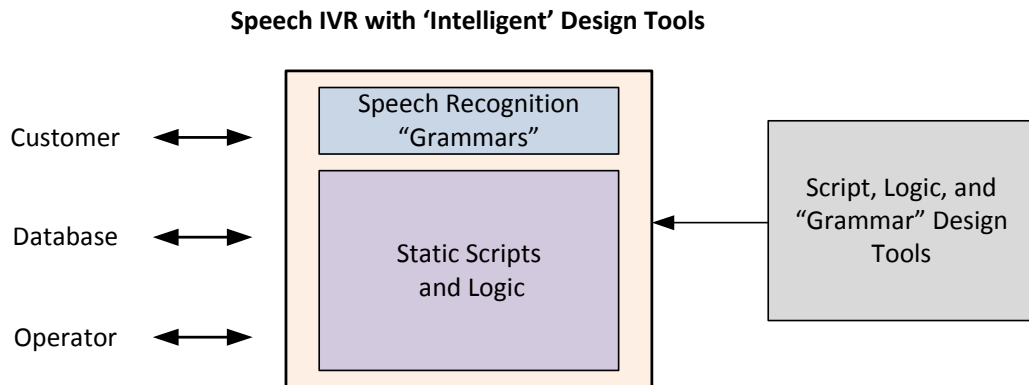 Speech IVR with ‘Intelligent’ Design Tools
Speech Recognition
“Grammars”
Customer
Script, Logic, and
“Grammar” Design
Tools
Database
Static Scripts
and Logic
Operator